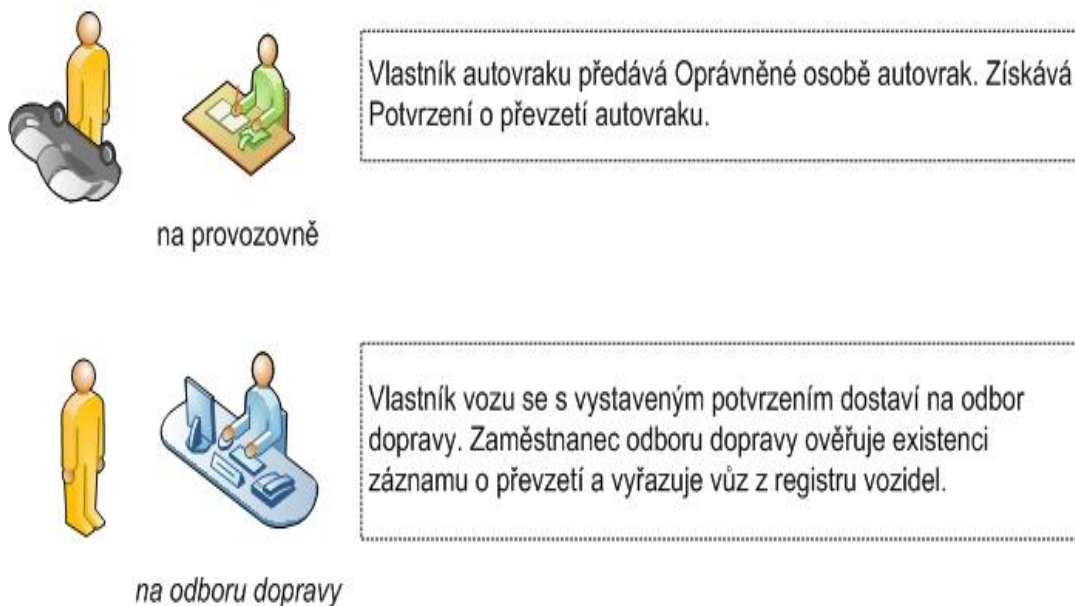 Vlastník autovraku předává Oprávněné osobě autovrak. Získává
Potvrzení o převzetí autovraku.
na provozovně
Vlastník vozu se s vystaveným potvrzením dostaví na odbor
dopravy. Zaměstnanec odboru dopravy ověřuje existenci
záznamu o převzetí a vyřazuje vůz z registru vozidel.
na odboru dopravy